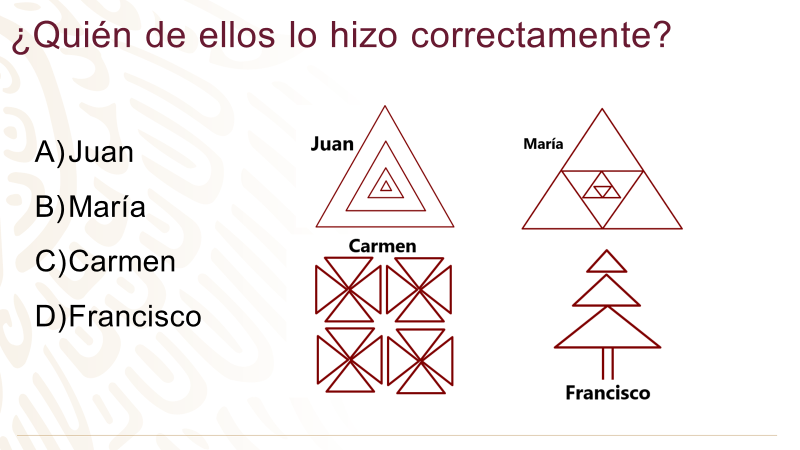 ¿Quién de ellos lo hizo correctamente?
A)Juan
B)María
C)Carmen
D)Francisco
Juan
María
Carmen
Francisco